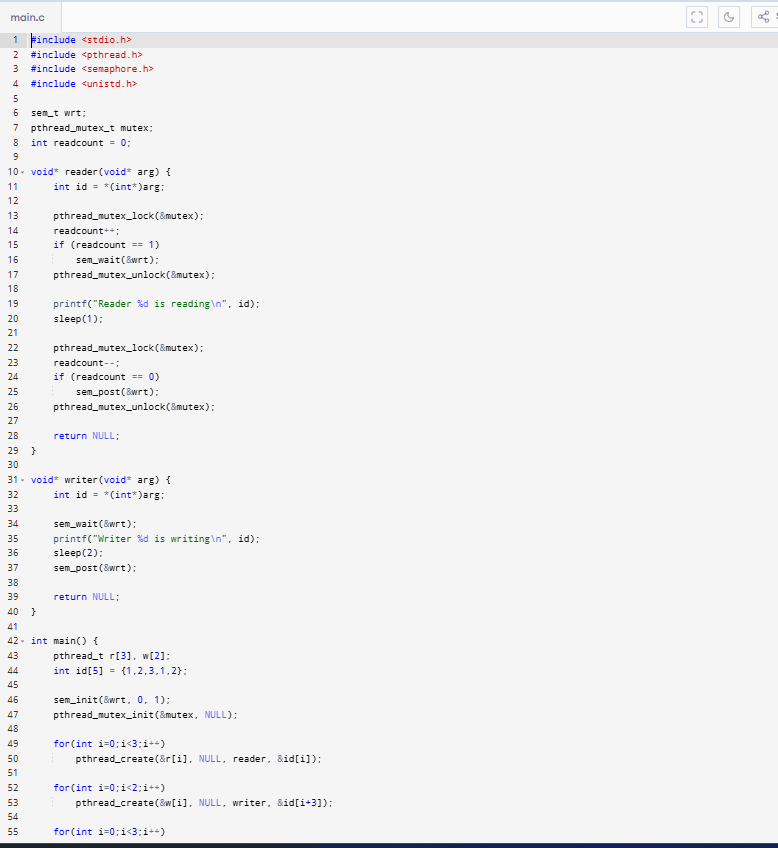 main.c
1 #include <stdio.h>
2 #include <pthread.h>
3 #include <semaphore.h>
4 #include <unistd.h>
5
6 sem_t wrt;
7 pthread_mutex_t mutex;
8 int readcount = 0;
9
10 void* reader(void* arg) {
11     int id = *(int*)arg;
12
13     pthread_mutex_lock(&mutex);
14     readcount++;
15     if (readcount == 1)
16         sem_wait(&wrt);
17     pthread_mutex_unlock(&mutex);
18
19     printf("Reader %d is reading\n", id);
20     sleep(1);
21
22     pthread_mutex_lock(&mutex);
23     readcount--;
24     if (readcount == 0)
25         sem_post(&wrt);
26     pthread_mutex_unlock(&mutex);
27
28     return NULL;
29 }
30
31 void* writer(void* arg) {
32     int id = *(int*)arg;
33
34     sem_wait(&wrt);
35     printf("Writer %d is writing\n", id);
36     sleep(2);
37     sem_post(&wrt);
38
39     return NULL;
40 }
41
42 int main() {
43     pthread_t r[3], w[2];
44     int id[5] = {1,2,3,1,2};
45
46     sem_init(&wrt, 0, 1);
47     pthread_mutex_init(&mutex, NULL);
48
49     for(int i=0;i<3;i++)
50         pthread_create(&r[i], NULL, reader, &id[i]);
51
52     for(int i=0;i<2;i++)
53         pthread_create(&w[i], NULL, writer, &id[i+3]);
54
55     for(int i=0;i<3;i++)